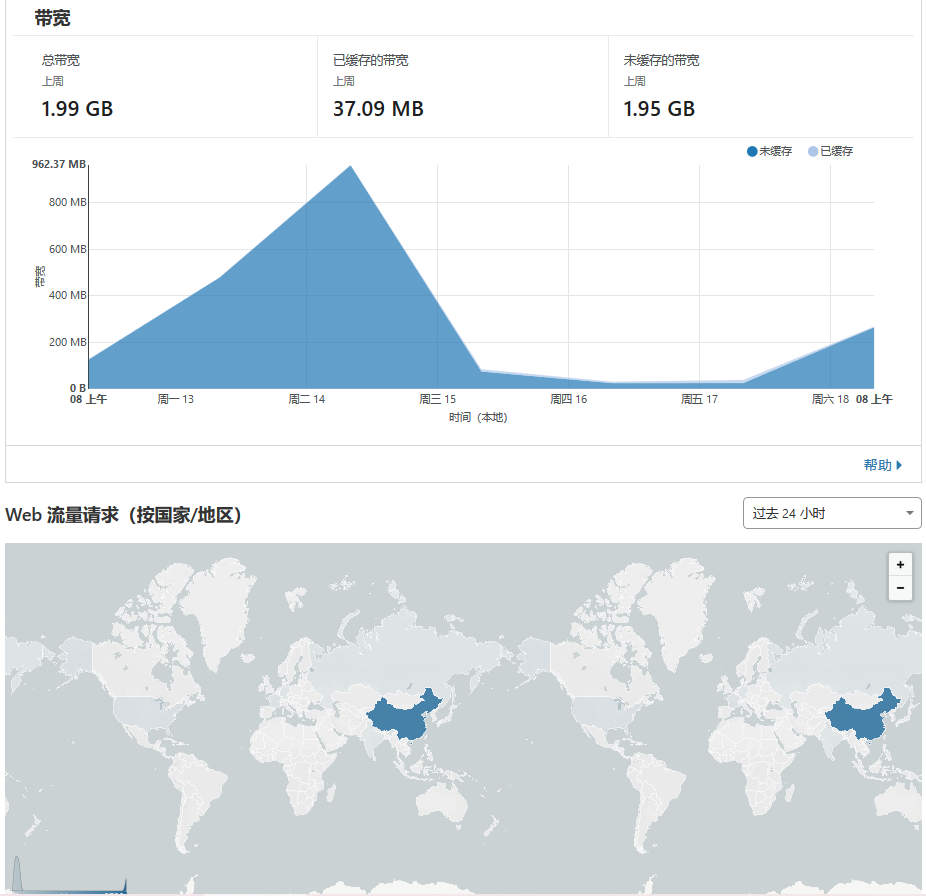 带宽
总带宽
上周
1.99 GB
已缓存的带宽
上周
37.09 MB
未缓存的带宽
上周
1.95 GB
未缓存 已缓存
962.37 MB
800 MB
600 MB
400 MB
200 MB
0 B
带宽
08 上午 周一 13 周二 14 周三 15 周四 16 周五 17 周六 18 08 上午
时间（本地）
帮助
Web 流量请求（按国家/地区）
过去 24 小时
+
−